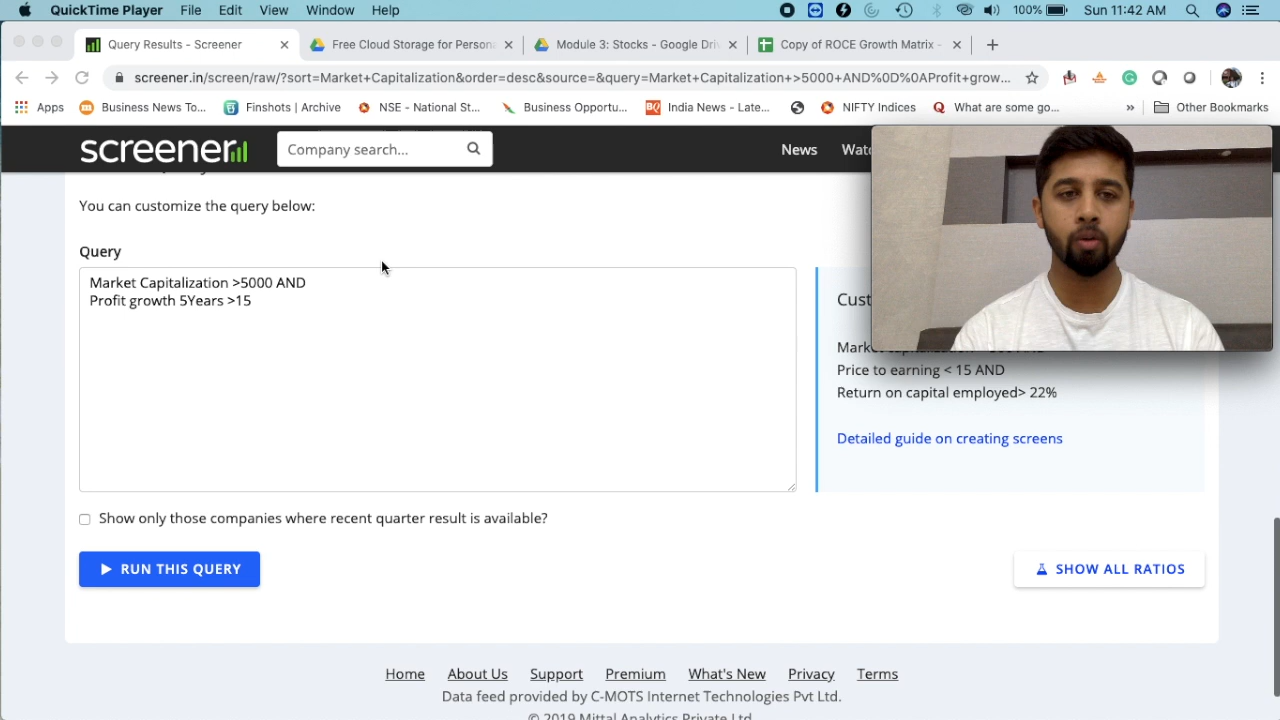 QuickTime Player File Edit View Window Help 100% Sun 11:42 AM
Query Results - Screener Free Cloud Storage for Persona Module 3: Stocks - Google Driv Copy of ROCE Growth Matrix -
screener.in/screen/raw/?sort=Market+Capitalization&order=desc&source=&query=Market+Capitalization+>5000+AND%0D%0AProfit+grow...
Apps Business News To... Finshots | Archive NSE - National St... Business Opportu... India News - Late... NIFTY Indices What are some go... » Other Bookmarks
screener Company search... News
You can customize the query below:
Query
Market Capitalization >5000 AND
Profit growth 5Years >15
Price to earning < 15 AND
Return on capital employed> 22%
Detailed guide on creating screens
Show only those companies where recent quarter result is available?
RUN THIS QUERY SHOW ALL RATIOS
Home About Us Support Premium What's New Privacy Terms
Data feed provided by C-MOTS Internet Technologies Pvt Ltd.
© 2019 Mittal Analytics Private Ltd